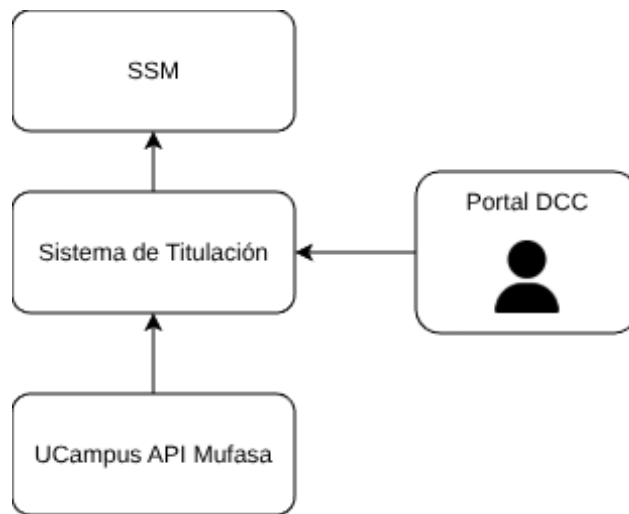 SSM
Sistema de Titulación
Portal DCC
UCampus API Mufasa